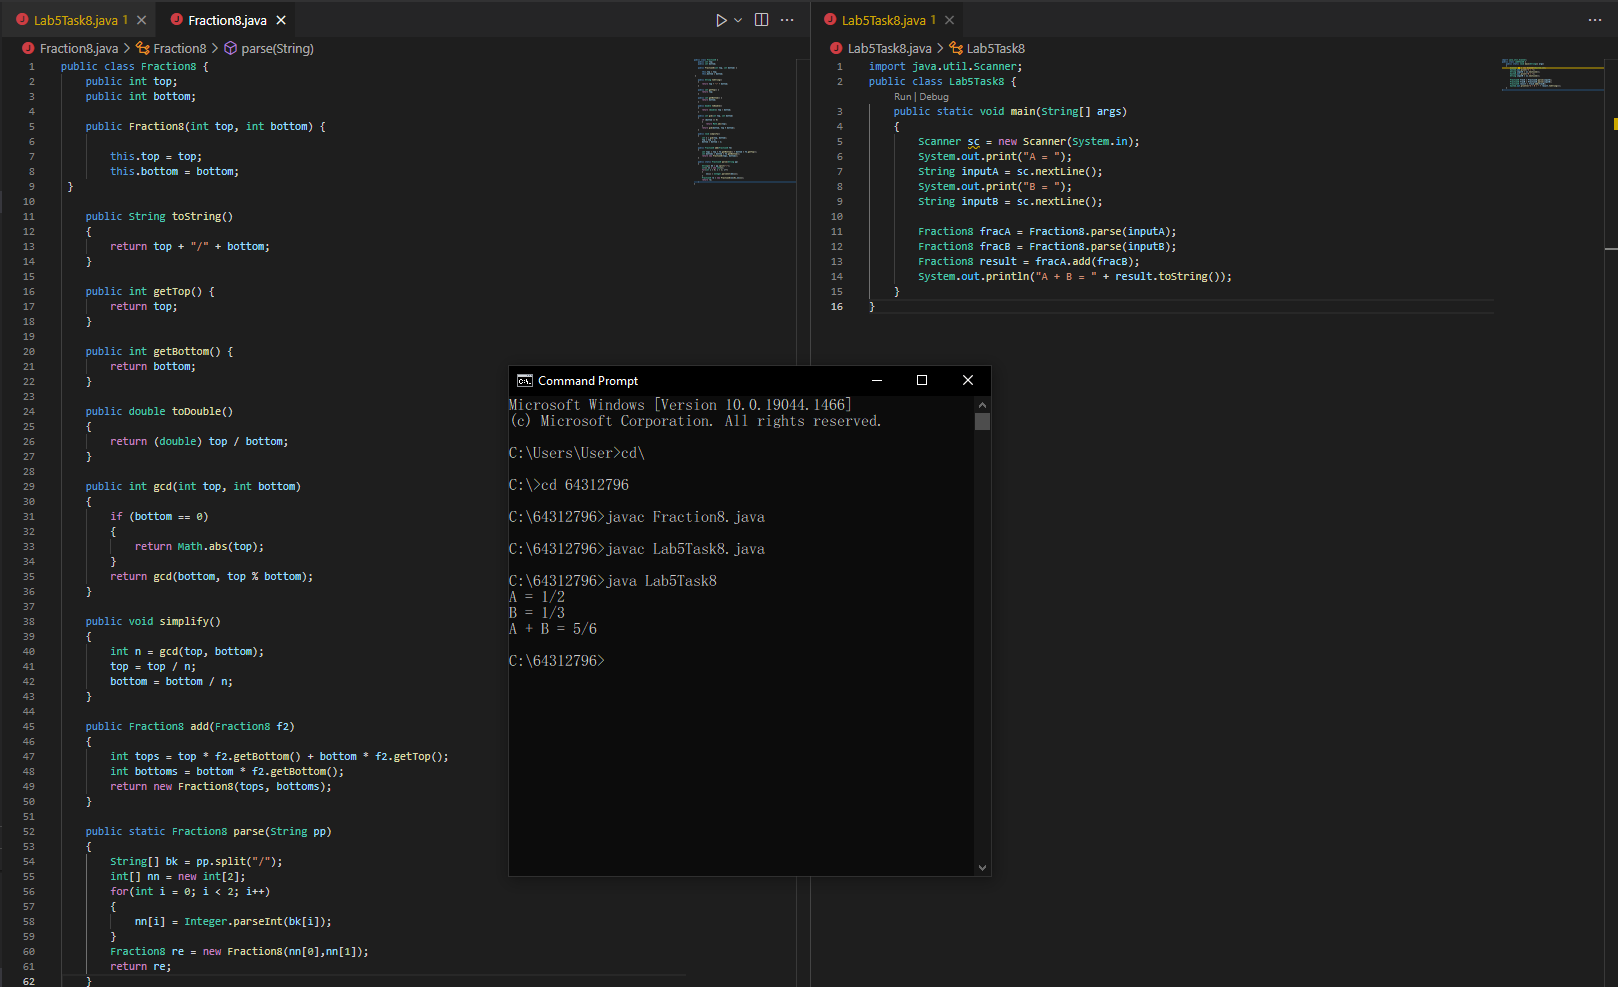 Lab5Task8.java 1
Fraction8.java
Fraction8.java > Fraction8 > parse(String)
1 public class Fraction8 {
2 public int top;
3 public int bottom;
4
5 public Fraction8(int top, int bottom) {
6
7 this.top = top;
8 this.bottom = bottom;
9 }
10
11 public String toString()
12 {
13 return top + "/" + bottom;
14 }
15
16 public int getTop() {
17 return top;
18 }
19
20 public int getBottom() {
21 return bottom;
22 }
23
24 public double toDouble()
25 {
26 return (double) top / bottom;
27 }
28
29 public int gcd(int top, int bottom)
30 {
31 if (bottom == 0)
32 {
33 return Math.abs(top);
34 }
35 return gcd(bottom, top % bottom);
36 }
37
38 public void simplify()
39 {
40 int n = gcd(top, bottom);
41 top = top / n;
42 bottom = bottom / n;
43 }
44
45 public Fraction8 add(Fraction8 f2)
46 {
47 int tops = top * f2.getBottom() + bottom * f2.getTop();
48 int bottoms = bottom * f2.getBottom();
49 return new Fraction8(tops, bottoms);
50 }
51
52 public static Fraction8 parse(String pp)
53 {
54 String[] bk = pp.split("/");
55 int[] nn = new int[2];
56 for(int i = 0; i < 2; i++)
57 {
58 nn[i] = Integer.parseInt(bk[i]);
59 }
60 Fraction8 re = new Fraction8(nn[0],nn[1]);
61 return re;
62 }
Lab5Task8.java 1
Lab5Task8.java > Lab5Task8
1 import java.util.Scanner;
2 public class Lab5Task8 {
Run | Debug
3 public static void main(String[] args)
4 {
5 Scanner sc = new Scanner(System.in);
6 System.out.print("A = ");
7 String inputA = sc.nextLine();
8 System.out.print("B = ");
9 String inputB = sc.nextLine();
10
11 Fraction8 fracA = Fraction8.parse(inputA);
12 Fraction8 fracB = Fraction8.parse(inputB);
13 Fraction8 result = fracA.add(fracB);
14 System.out.println("A + B = " + result.toString());
15 }
16 }
Command Prompt
Microsoft Windows [Version 10.0.19044.1466]
(c) Microsoft Corporation. All rights reserved.
C:\Users\User>cd\
C:\>cd 64312796
C:\64312796>javac Fraction8.java
C:\64312796>javac Lab5Task8.java
C:\64312796>java Lab5Task8
A = 1/2
B = 1/3
A + B = 5/6
C:\64312796>